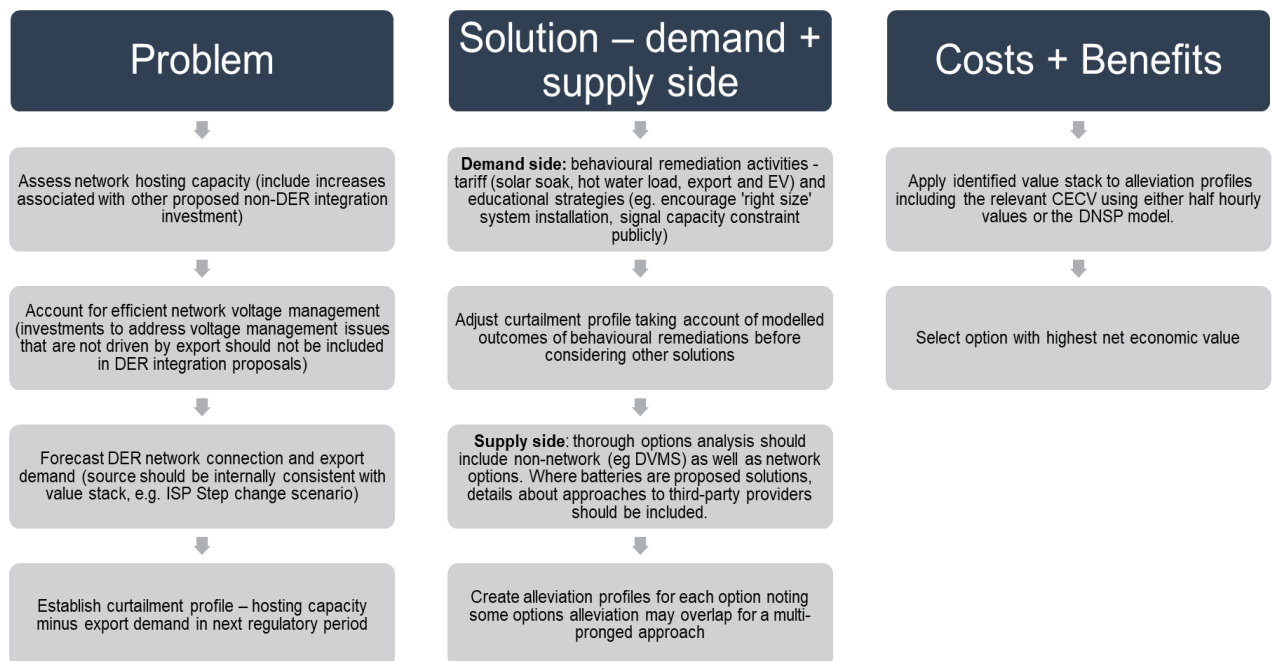 Problem
Assess network hosting capacity (include increases
associated with other proposed non-DER integration
investment)
Account for efficient network voltage management
(investments to address voltage management issues
that are not driven by export should not be included
in DER integration proposals)
Forecast DER network connection and export
demand (source should be internally consistent with
value stack, e.g. ISP Step change scenario)
Establish curtailment profile – hosting capacity
minus export demand in next regulatory period
Solution – demand +
supply side
Demand side: behavioural remediation activities -
tariff (solar soak, hot water load, export and EV) and
educational strategies (eg. encourage 'right size'
system installation, signal capacity constraint
publicly)
Adjust curtailment profile taking account of modelled
outcomes of behavioural remediations before
considering other solutions
Supply side: thorough options analysis should
include non-network (eg DVMS) as well as network
options. Where batteries are proposed solutions,
details about approaches to third-party providers
should be included.
Create alleviation profiles for each option noting
some options alleviation may overlap for a multi-
pronged approach
Costs + Benefits
Apply identified value stack to alleviation profiles
including the relevant CECV using either half hourly
values or the DNSP model.
Select option with highest net economic value